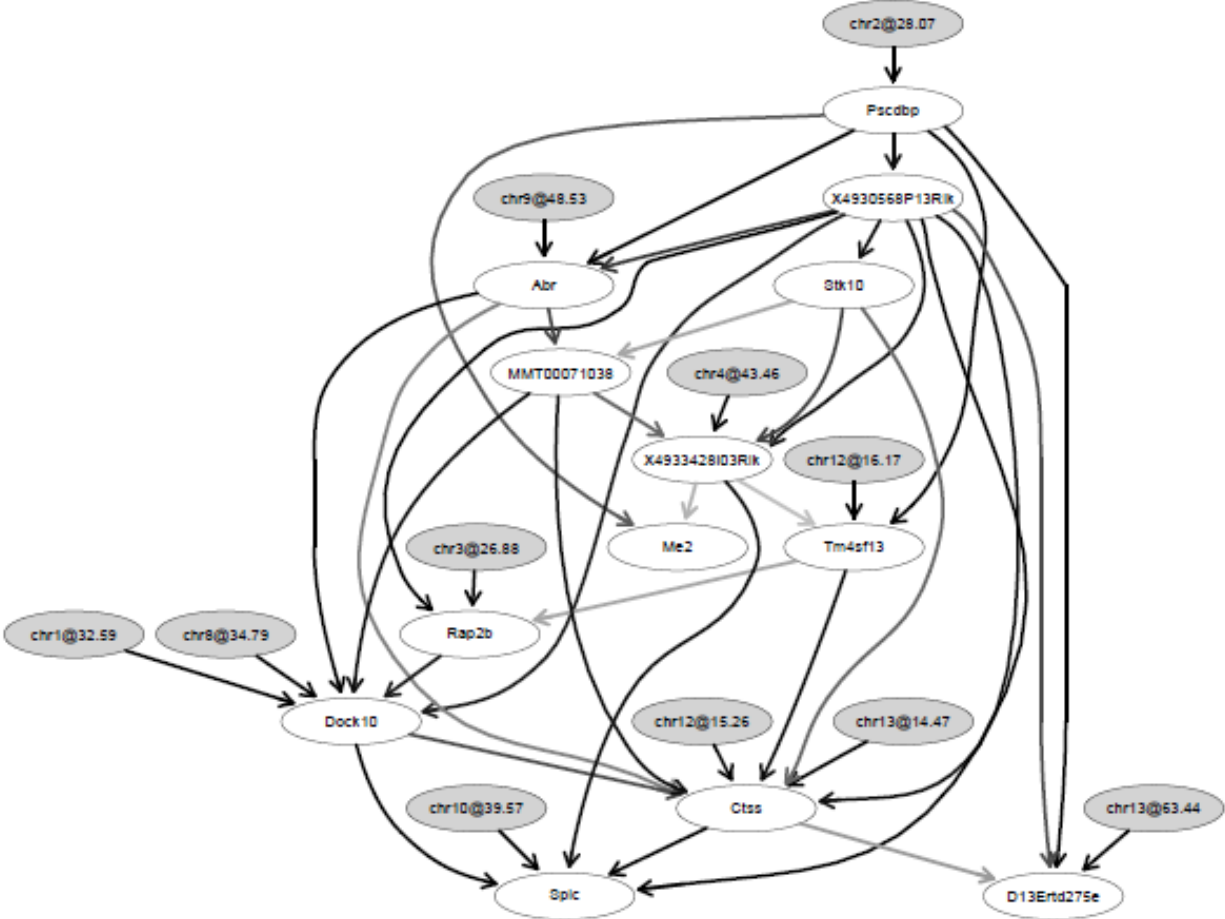 chr2@28.07
Pscdbp
chr9@48.53
X4930568P13Rik
Abr
Stk10
MMT00071038
chr4@43.46
X4933428I03Rik
chr12@16.17
chr3@26.88
Me2
Tm4sf13
chr1@32.59
chr8@34.79
Rap2b
Dock10
chr12@15.26
chr13@14.47
chr10@39.57
Ctss
chr13@63.44
Spic
D13Ertd275e